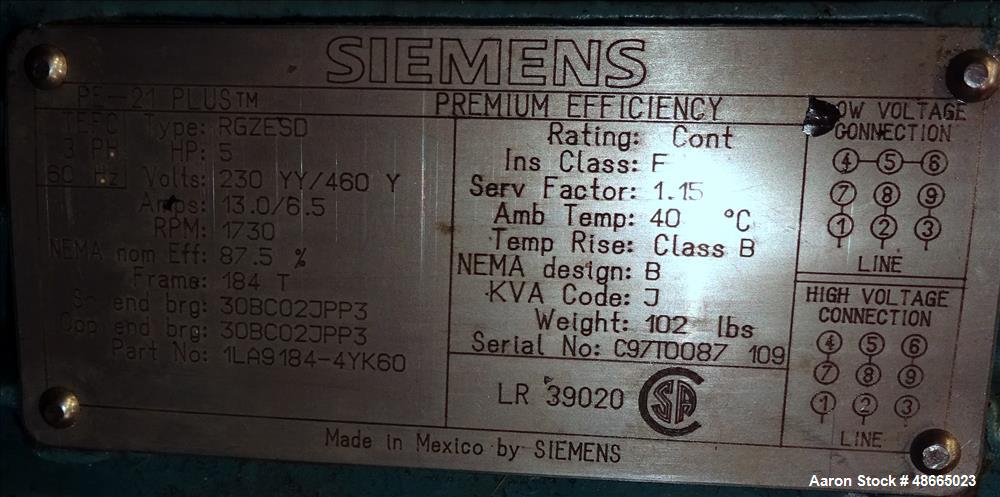 SIEMENS
PE-21 PLUS™
PREMIUM EFFICIENCY
TEFC Type: RGZESD
3 PH HP: 5
60 Hz Volts: 230 YY/460 Y
Amps: 13.0/6.5
RPM: 1730
NEMA nom Eff: 87.5 %
Frame: 184 T
end brg: 30BC02JPP3
Opp end brg: 30BC02JPP3
Part No: 1LA9184-4YK60
Rating: Cont
Ins Class: F
Serv Factor: 1.15
Amb Temp: 40 °C
Temp Rise: Class B
NEMA design: B
KVA Code: J
Weight: 102 lbs
Serial No: C97T0087 109
LR 39020 CSA
LOW VOLTAGE
CONNECTION
4 5 6
7 8 9
1 2 3
LINE
HIGH VOLTAGE
CONNECTION
4 5 6
7 8 9
1 2 3
LINE
Made in Mexico by SIEMENS
Aaron Stock # 48665023